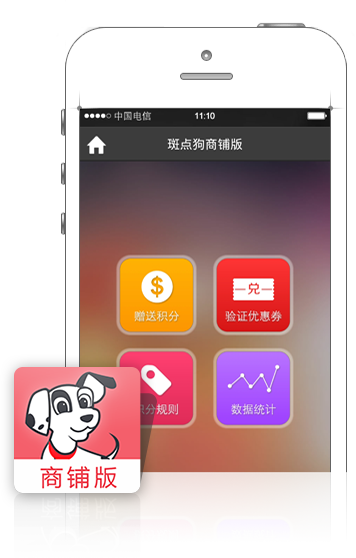 中国电信 11:10
斑点狗商铺版
兑
赠送积分 验证优惠券
积分规则 数据统计
商铺版